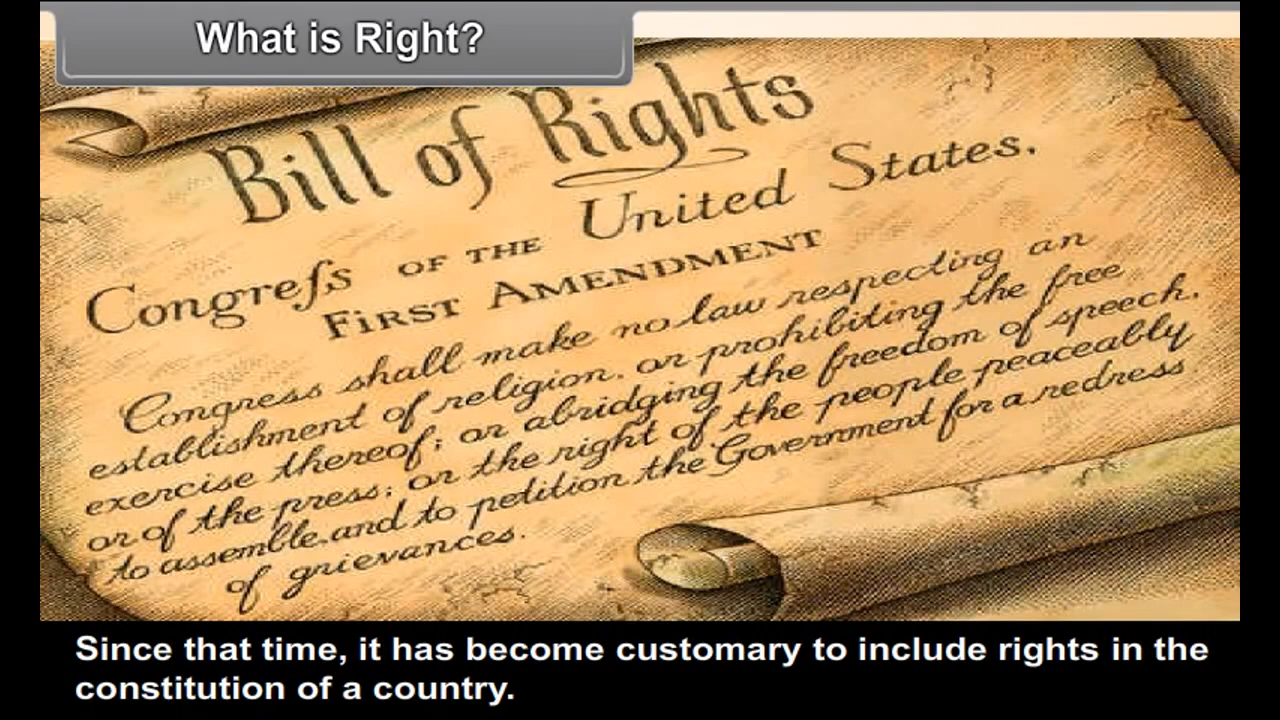 What is Right?
Bill of Rights
Congreſs OF THE United States.
FIRST AMENDMENT
Congress shall make no law respecting an
establishment of religion. or prohibiting the free
exercise thereof; or abridging the freedom of speech.
or of the press; or the right of the people peaceably
to assemble.and to petition the Government for a redress
of grievances.
Since that time, it has become customary to include rights in the
constitution of a country.